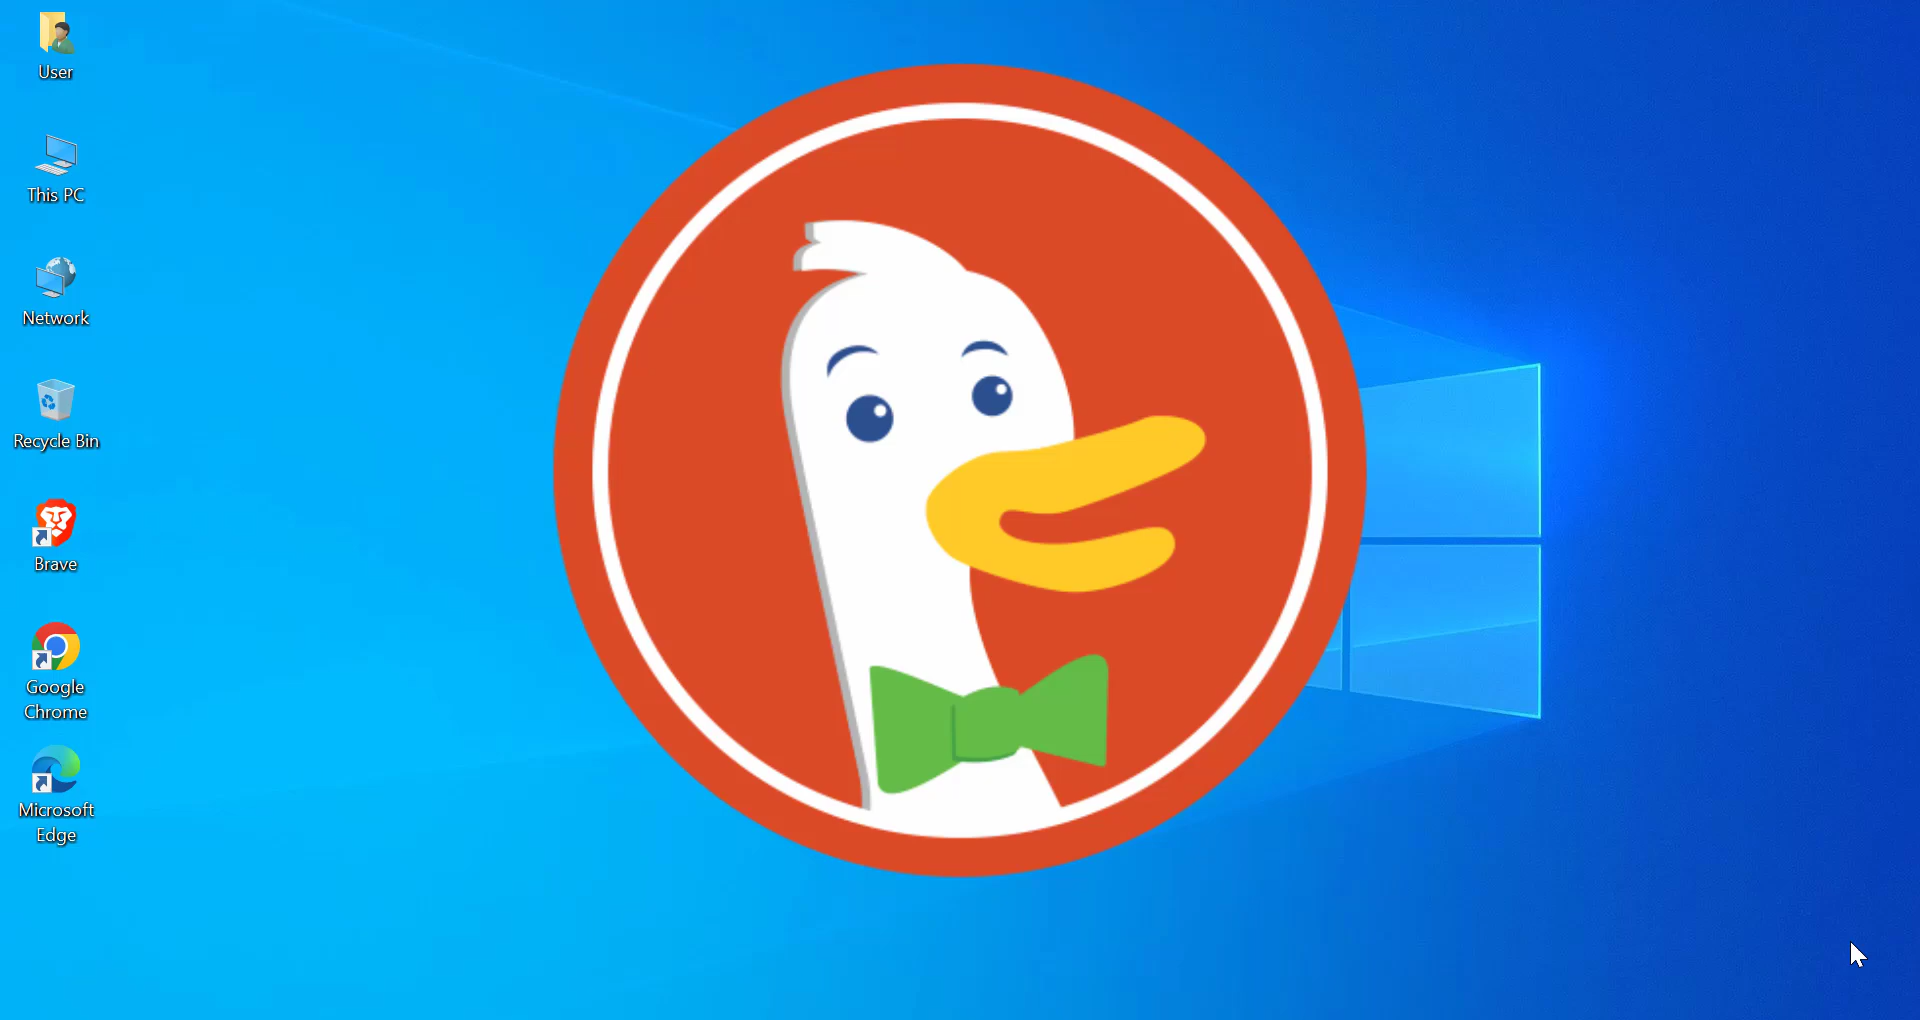 User
This PC
Network
Recycle Bin
Brave
Google
Chrome
Microsoft
Edge